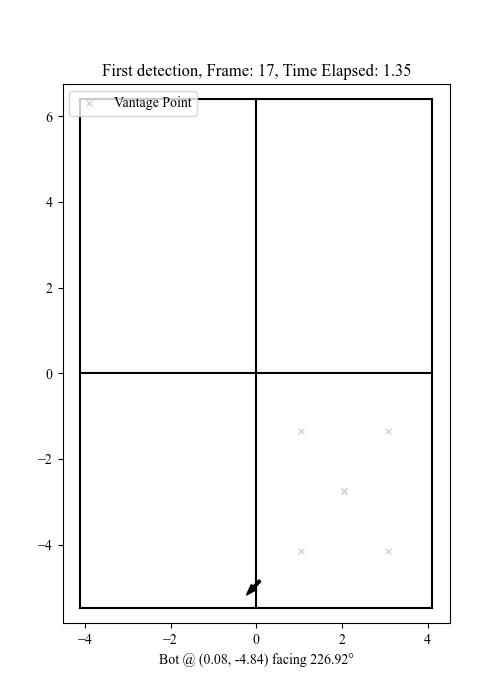 First detection, Frame: 17, Time Elapsed: 1.35
Vantage Point
6
4
2
0
−2
−4
−4 −2 0 2 4
Bot @ (0.08, -4.84) facing 226.92°